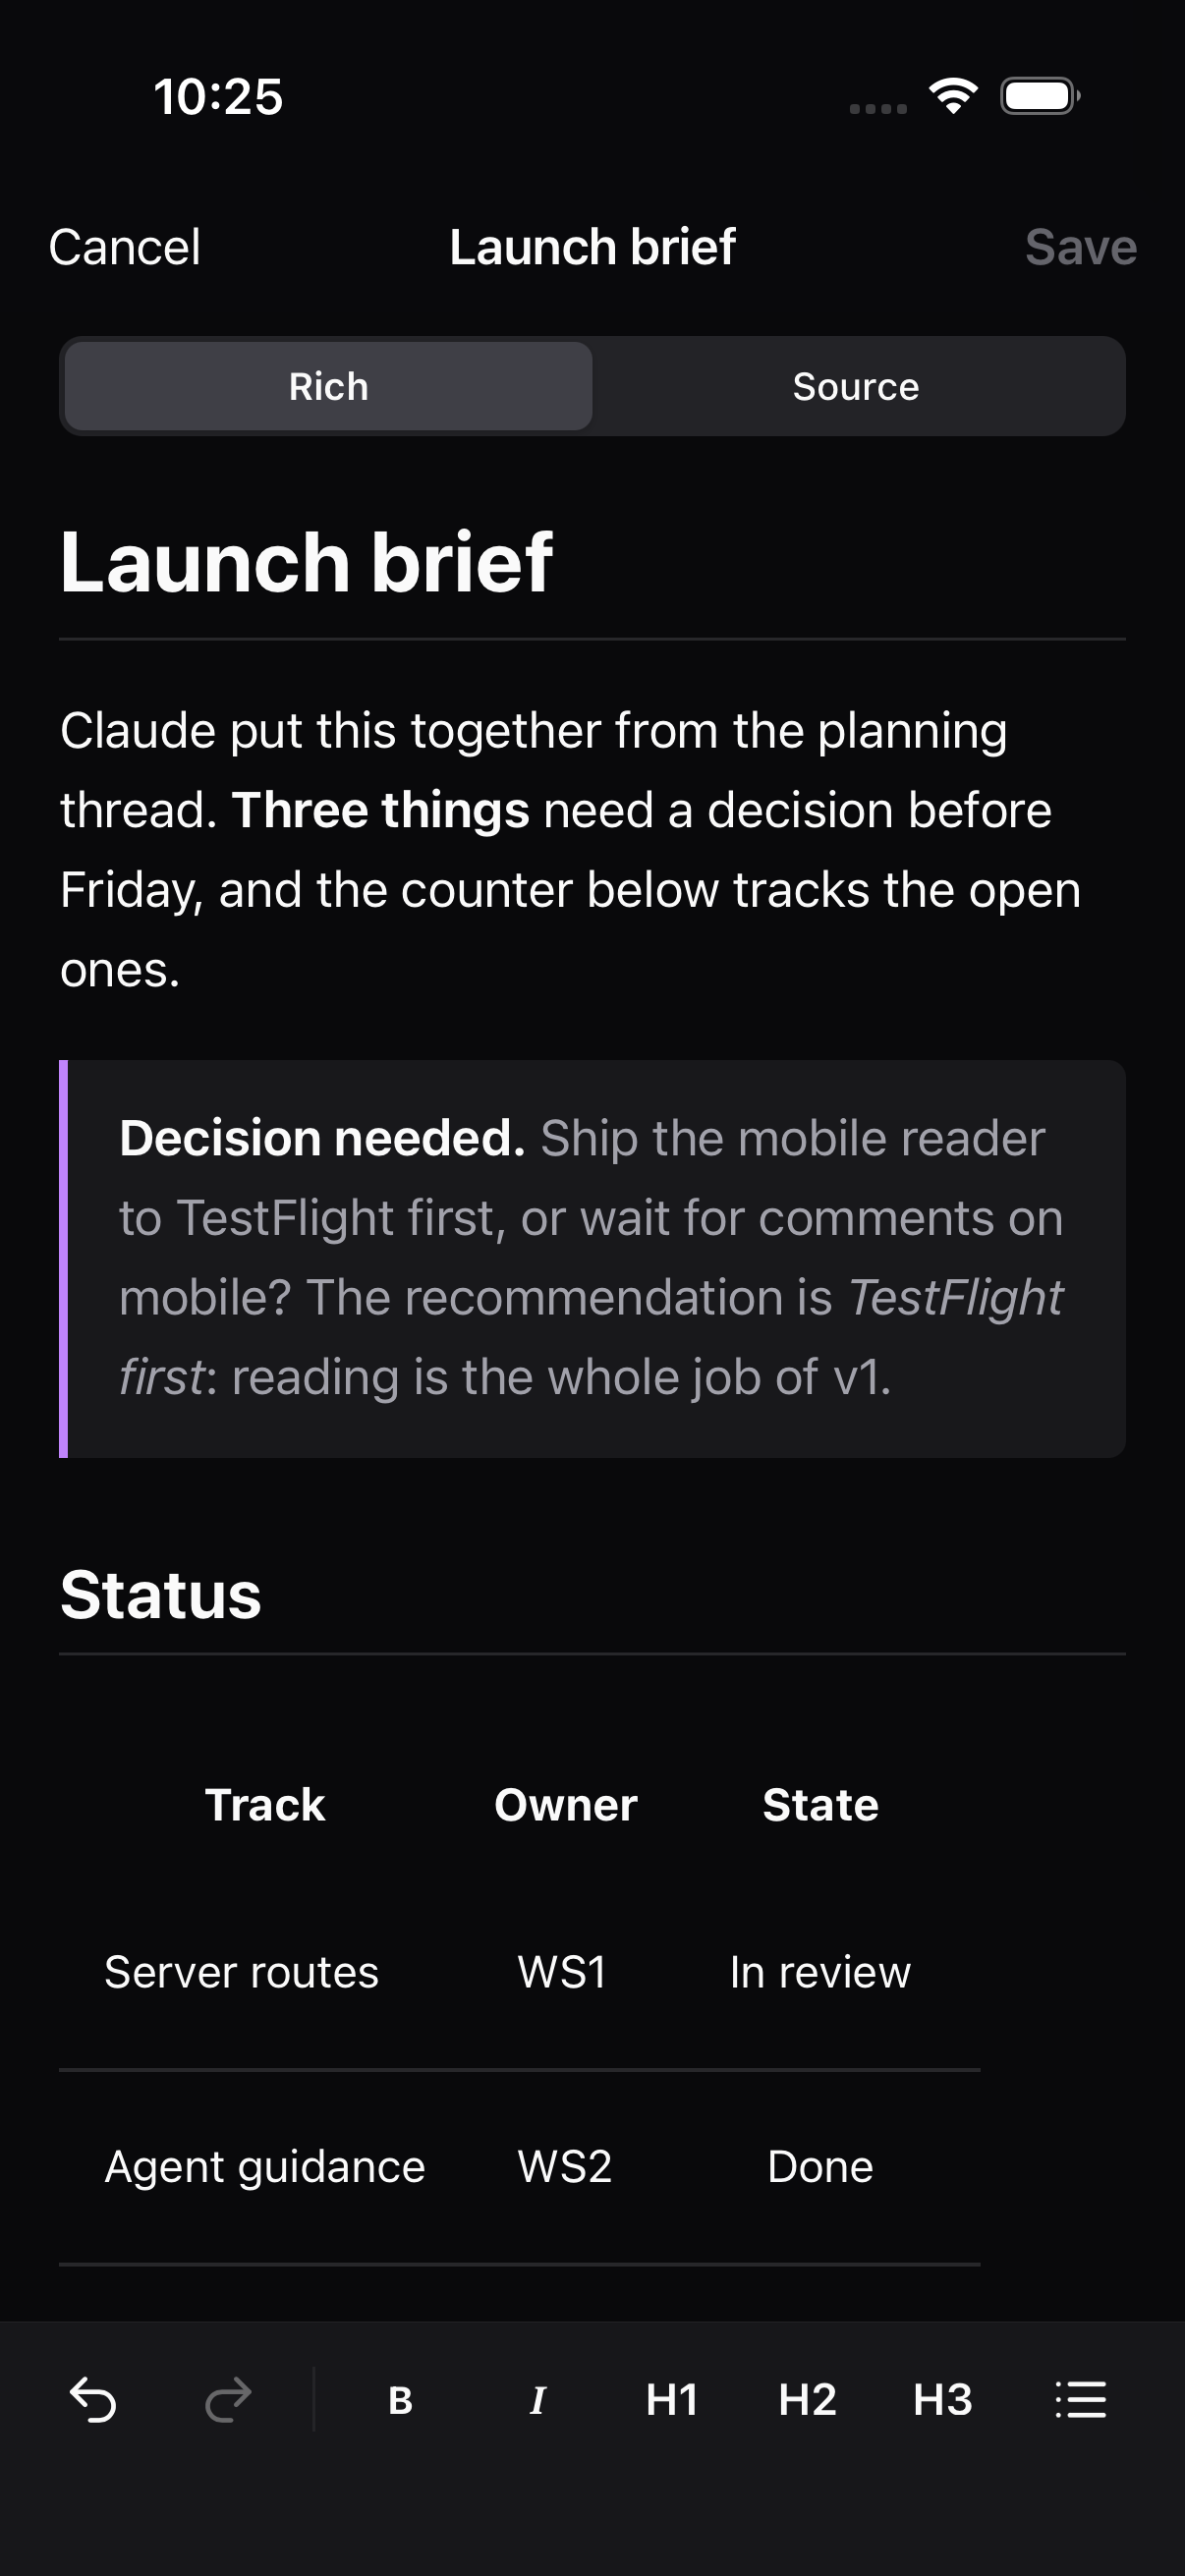 10:25
Cancel Launch brief Save
Rich Source
Launch brief
Claude put this together from the planning
thread. Three things need a decision before
Friday, and the counter below tracks the open
ones.
Decision needed. Ship the mobile reader
to TestFlight first, or wait for comments on
mobile? The recommendation is TestFlight
first: reading is the whole job of v1.
Status
Track Owner State
Server routes WS1 In review
Agent guidance WS2 Done
B I H1 H2 H3